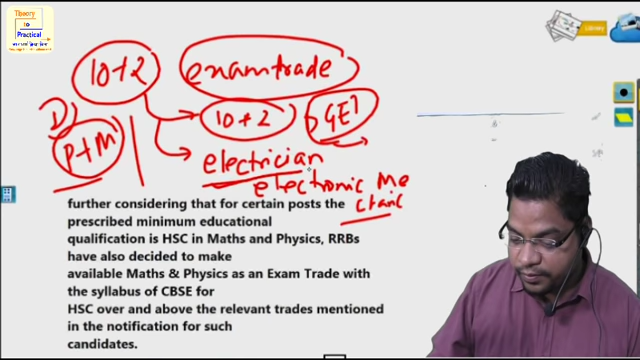 Theory
to
Practical
Library
10+2 examtrade
10+2 GET
D)
P+M
electrician
electronic Me
ctanic
further considering that for certain posts the
prescribed minimum educational
qualification is HSC in Maths and Physics, RRBs
have also decided to make
available Maths & Physics as an Exam Trade with
the syllabus of CBSE for
HSC over and above the relevant trades mentioned
in the notification for such
candidates.